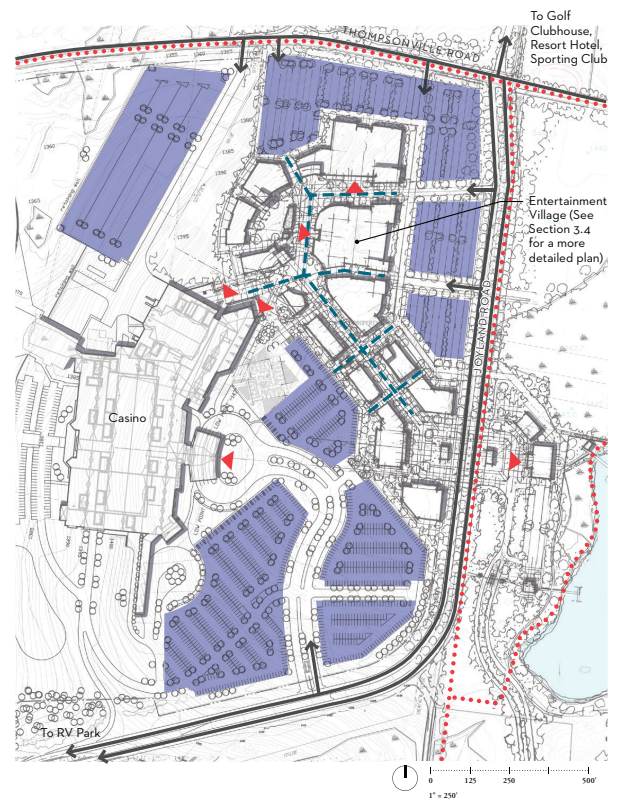 To Golf
Clubhouse,
Resort Hotel,
Sporting Club
THOMPSONVILLE ROAD
Entertainment
Village (See
Section 3.4
for a more
detailed plan)
JOYLAND ROAD
Casino
To RV Park
0 125 250 500'
1" = 250'